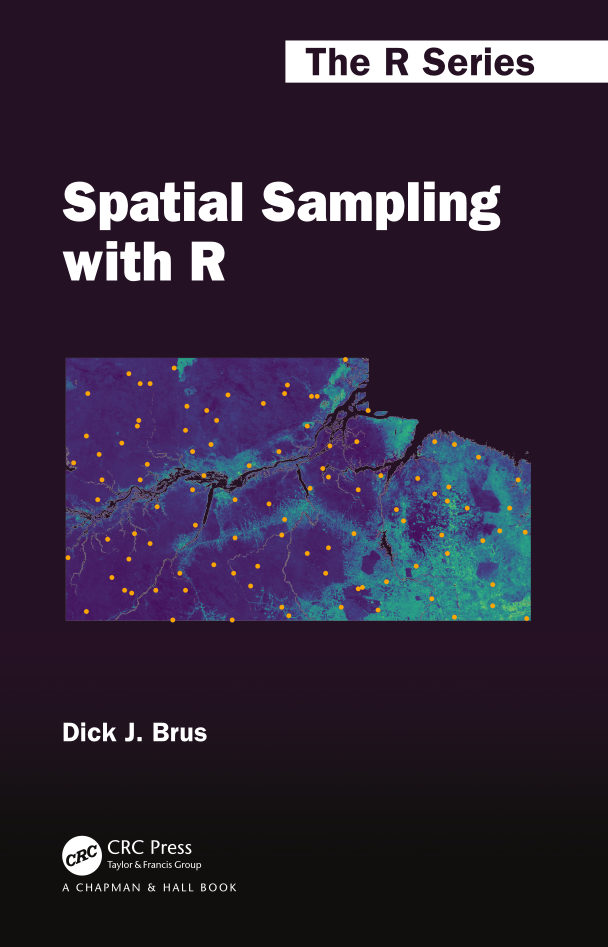 The R Series
Spatial Sampling
with R
Dick J. Brus
CRC
CRC Press
Taylor & Francis Group
A CHAPMAN & HALL BOOK